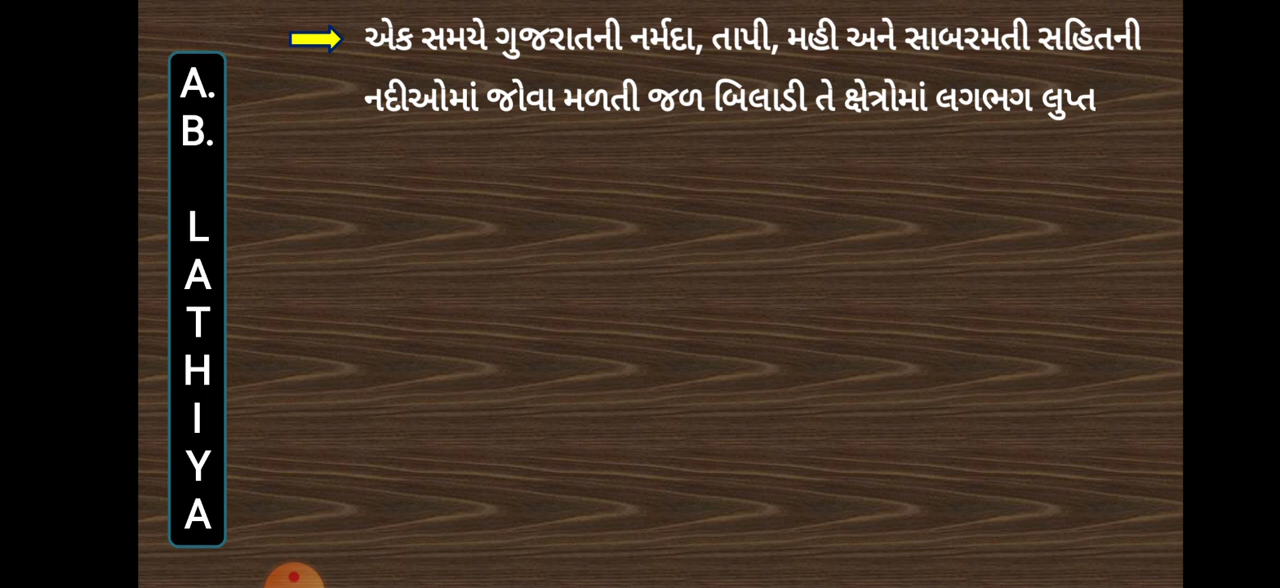 એક સમયે ગુજરાતની નર્મદા, તાપી, મહી અને સાબરમતી સહિતની
નદીઓમાં જોવા મળતી જળ બિલાડી તે ક્ષેત્રોમાં લગભગ લુપ્ત
A.
B.
L
A
T
H
I
Y
A